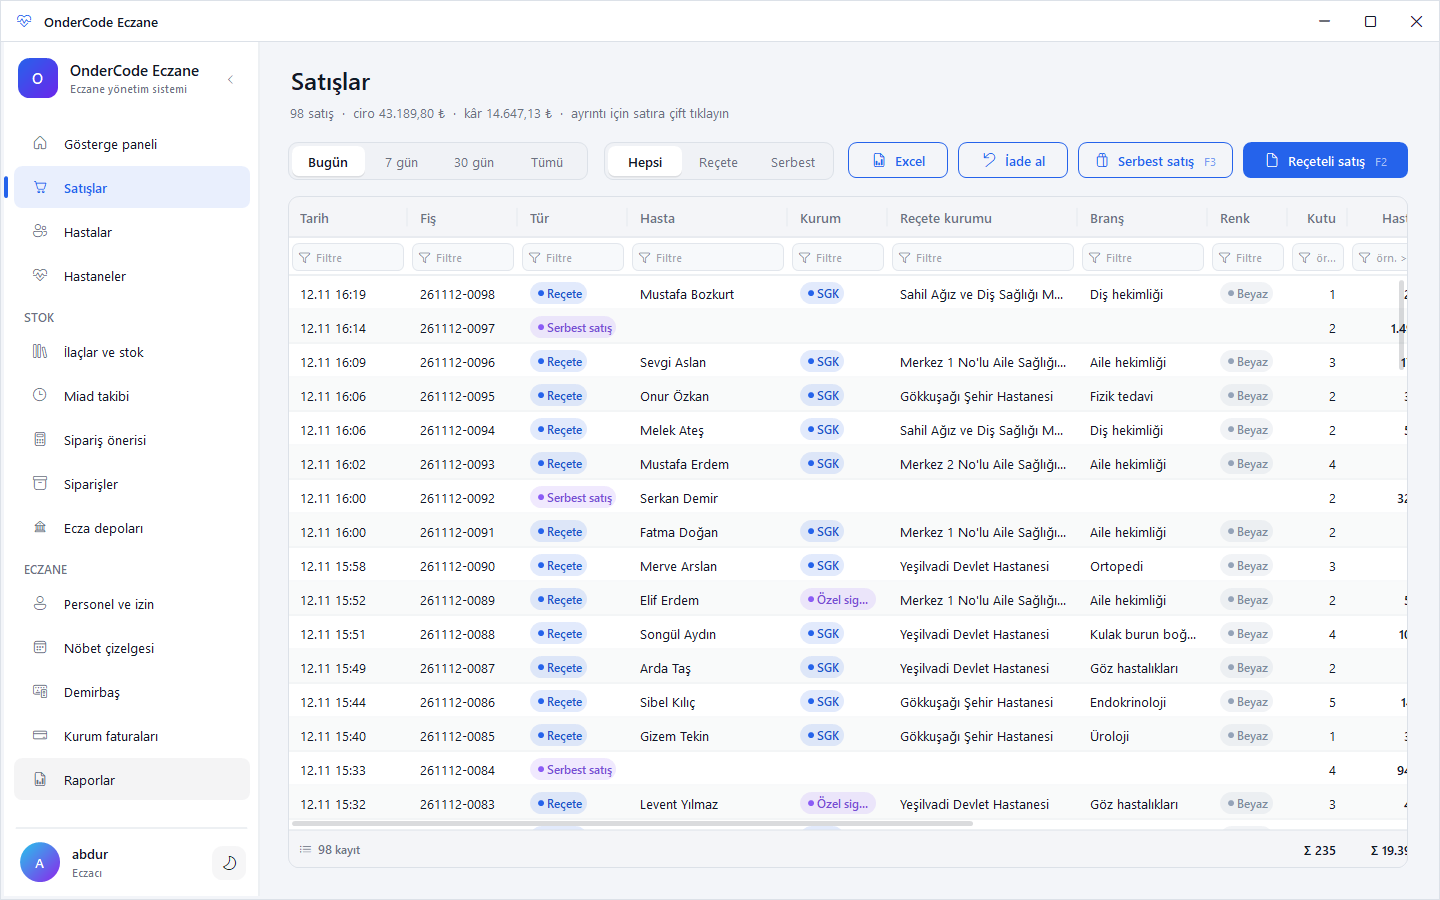 OnderCode Eczane
O
OnderCode Eczane
Eczane yönetim sistemi
Gösterge paneli
Satışlar
Hastalar
Hastaneler
STOK
İlaçlar ve stok
Miad takibi
Sipariş önerisi
Siparişler
Ecza depoları
ECZANE
Personel ve izin
Nöbet çizelgesi
Demirbaş
Kurum faturaları
Raporlar
A
abdur
Eczacı
Satışlar
98 satış · ciro 43.189,80 ₺ · kâr 14.647,13 ₺ · ayrıntı için satıra çift tıklayın
Bugün 7 gün 30 gün Tümü Hepsi Reçete Serbest Excel İade al Serbest satış F3 Reçeteli satış F2
Tarih Fiş Tür Hasta Kurum Reçete kurumu Branş Renk Kutu Hast
Filtre Filtre Filtre Filtre Filtre Filtre Filtre Filtre ör... örn. >
12.11 16:19 261112-0098 Reçete Mustafa Bozkurt SGK Sahil Ağız ve Diş Sağlığı M... Diş hekimliği Beyaz 1
12.11 16:14 261112-0097 Serbest satış 2 1.4
12.11 16:09 261112-0096 Reçete Sevgi Aslan SGK Merkez 1 No'lu Aile Sağlığı... Aile hekimliği Beyaz 3
12.11 16:06 261112-0095 Reçete Onur Özkan SGK Gökkuşağı Şehir Hastanesi Fizik tedavi Beyaz 2
12.11 16:06 261112-0094 Reçete Melek Ateş SGK Sahil Ağız ve Diş Sağlığı M... Diş hekimliği Beyaz 2
12.11 16:02 261112-0093 Reçete Mustafa Erdem SGK Merkez 2 No'lu Aile Sağlığı... Aile hekimliği Beyaz 4
12.11 16:00 261112-0092 Serbest satış Serkan Demir 2 32
12.11 16:00 261112-0091 Reçete Fatma Doğan SGK Merkez 1 No'lu Aile Sağlığı... Aile hekimliği Beyaz 2
12.11 15:58 261112-0090 Reçete Merve Arslan SGK Yeşilvadi Devlet Hastanesi Ortopedi Beyaz 3
12.11 15:52 261112-0089 Reçete Elif Erdem Özel sig... Merkez 1 No'lu Aile Sağlığı... Aile hekimliği Beyaz 2
12.11 15:51 261112-0088 Reçete Songül Aydın SGK Yeşilvadi Devlet Hastanesi Kulak burun boğ... Beyaz 4 10
12.11 15:49 261112-0087 Reçete Arda Taş SGK Yeşilvadi Devlet Hastanesi Göz hastalıkları Beyaz 2
12.11 15:44 261112-0086 Reçete Sibel Kılıç SGK Gökkuşağı Şehir Hastanesi Endokrinoloji Beyaz 5
12.11 15:40 261112-0085 Reçete Gizem Tekin SGK Gökkuşağı Şehir Hastanesi Üroloji Beyaz 1
12.11 15:33 261112-0084 Serbest satış 4 94
12.11 15:32 261112-0083 Reçete Levent Yılmaz Özel sig... Yeşilvadi Devlet Hastanesi Göz hastalıkları Beyaz 3
98 kayıt Σ 235 Σ 19.39